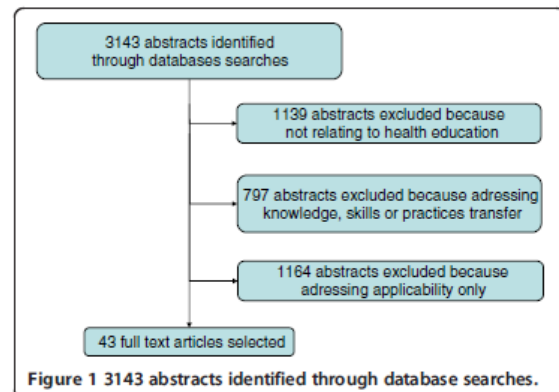 3143 abstracts identified
through databases searches
1139 abstracts excluded because
not relating to health education
797 abstracts excluded because adressing
knowledge, skills or practices transfer
1164 abstracts excluded because
adressing applicability only
43 full text articles selected
Figure 1 3143 abstracts identified through database searches.